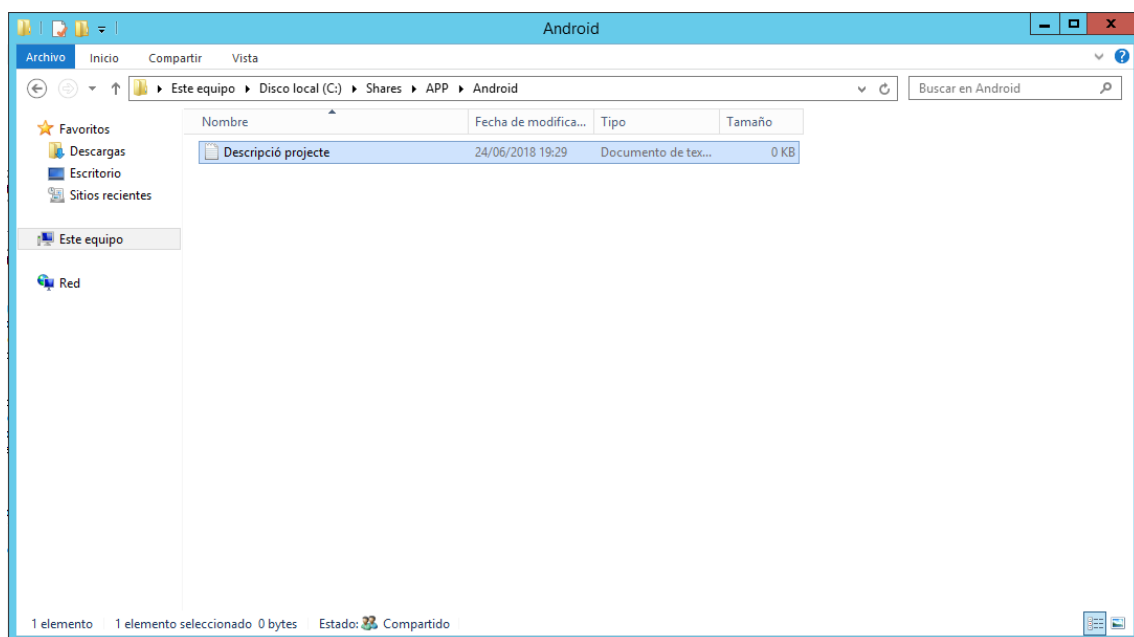 Android
Archivo Inicio Compartir Vista
Este equipo Disco local (C:) Shares APP Android Buscar en Android
Nombre Fecha de modifica... Tipo Tamaño
Favoritos
Descripció projecte 24/06/2018 19:29 Documento de tex... 0 KB
Descargas
Escritorio
Sitios recientes
Este equipo
Red
1 elemento 1 elemento seleccionado 0 bytes Estado: Compartido